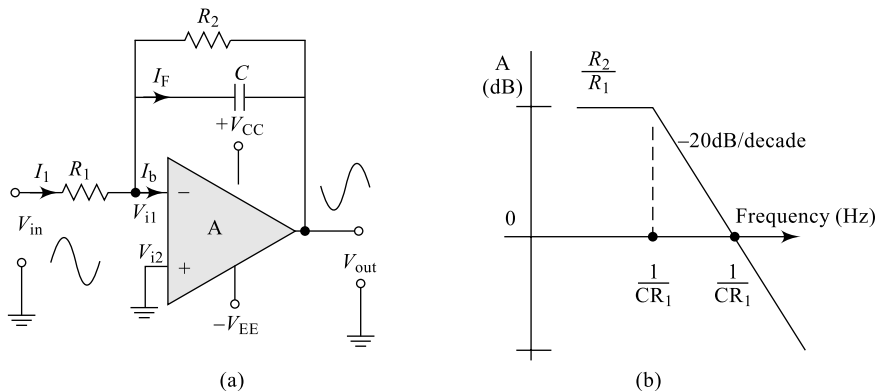 R2
IF
C
+VCC
I1
R1
Ib
−
Vi1
A
Vin
Vi2
+
Vout
−VEE
(a)
A
(dB)
R2
R1
−20dB/decade
0
Frequency (Hz)
1
CR1
1
CR1
(b)